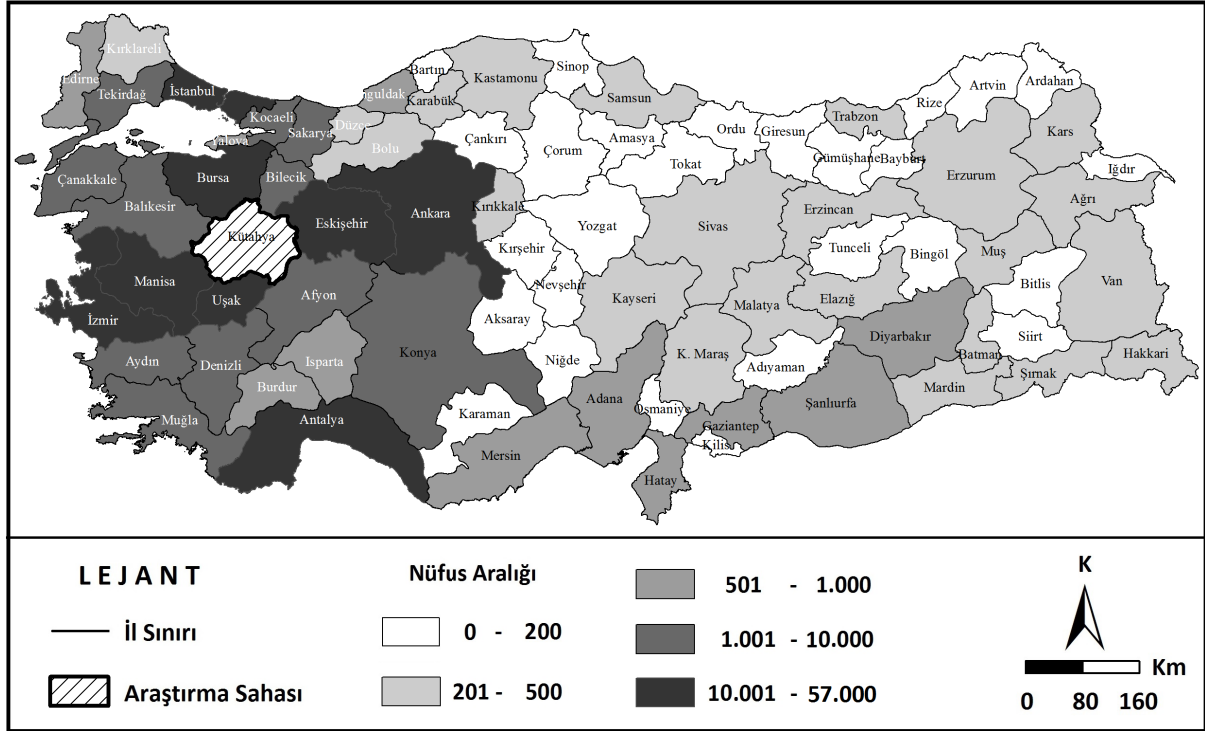 Kırklareli
Edirne
Tekirdağ
İstanbul
Kocaeli
Yalova
Sakarya
Düzce
Bolu
nguldak
Bartın
Karabük
Kastamonu
Sinop
Samsun
Çankırı
Çorum
Amasya
Tokat
Ordu
Giresun
Trabzon
Gümüşhane
Bayburt
Rize
Artvin
Ardahan
Kars
Iğdır
Ağrı
Erzurum
Erzincan
Çanakkale
Balıkesir
Bursa
Bilecik
Eskişehir
Ankara
Kırıkkale
Kırşehir
Yozgat
Sivas
Tunceli
Bingöl
Muş
Bitlis
Van
Kütahya
Manisa
İzmir
Uşak
Afyon
Aksaray
Nevşehir
Kayseri
Malatya
Elazığ
Diyarbakır
Batman
Siirt
Şırnak
Hakkari
Aydın
Denizli
Isparta
Burdur
Konya
Niğde
K. Maraş
Adıyaman
Şanlıurfa
Mardin
Muğla
Antalya
Karaman
Mersin
Adana
Osmaniye
Gaziantep
Kilis
Hatay
LEJANT
İl Sınırı
Araştırma Sahası
Nüfus Aralığı
0 - 200
201 - 500
501 - 1.000
1.001 - 10.000
10.001 - 57.000
K
Km
0 80 160